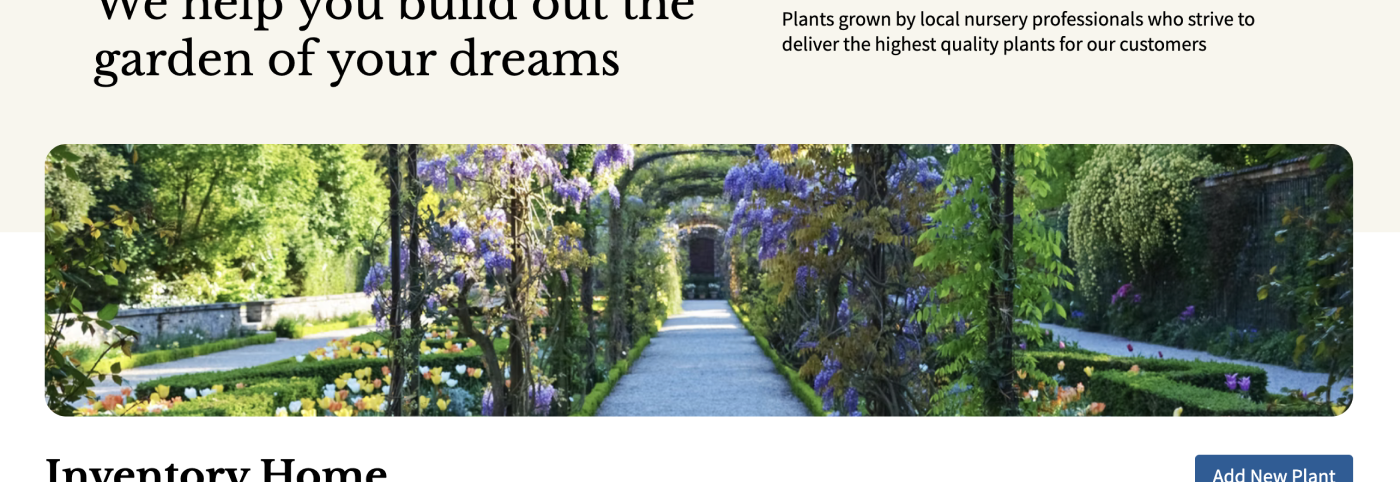 We help you build out the
garden of your dreams
Plants grown by local nursery professionals who strive to
deliver the highest quality plants for our customers
Inventory Home
Add New Plant